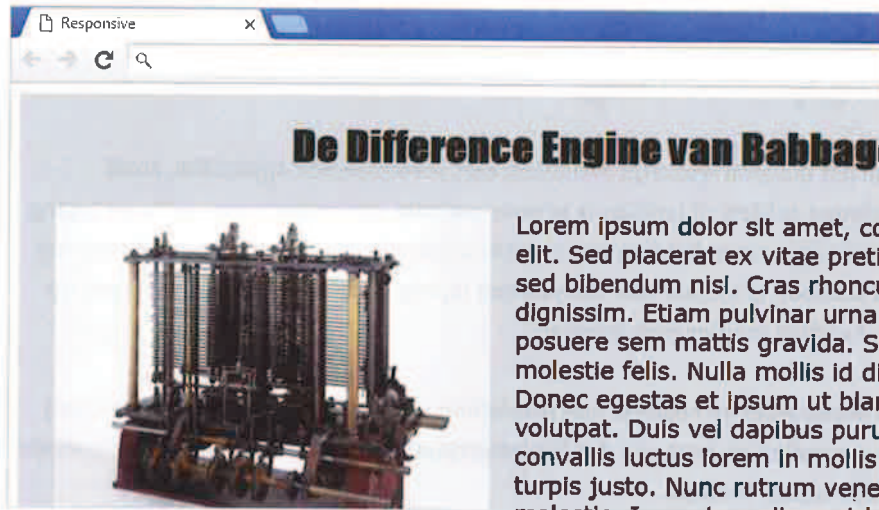 Responsive
De Difference Engine van Babbag
Lorem ipsum dolor sit amet, co
elit. Sed placerat ex vitae preti
sed bibendum nisl. Cras rhoncu
dignissim. Etiam pulvinar urna
posuere sem mattis gravida. S
molestie felis. Nulla mollis id di
Donec egestas et ipsum ut blan
volutpat. Duis vel dapibus puru
convallis luctus lorem in mollis
turpis justo. Nunc rutrum vene